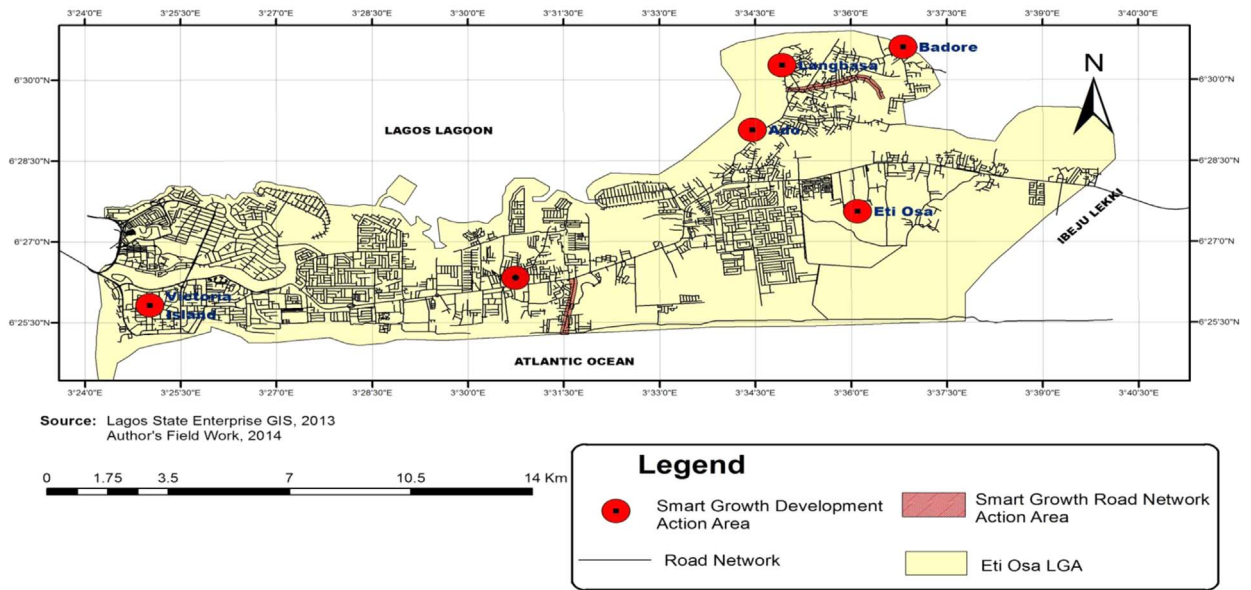 3°24'0"E 3°25'30"E 3°27'0"E 3°28'30"E 3°30'0"E 3°31'30"E 3°33'0"E 3°34'30"E 3°36'0"E 3°37'30"E 3°39'0"E 3°40'30"E
Badore
Langbasa
6°30'0"N 6°30'0"N
N
LAGOS LAGOON
Ado
6°28'30"N 6°28'30"N
Eti Osa
IBEJU LEKKI
6°27'0"N 6°27'0"N
Victoria
Island
6°25'30"N 6°25'30"N
ATLANTIC OCEAN
3°24'0"E 3°25'30"E 3°27'0"E 3°28'30"E 3°30'0"E 3°31'30"E 3°33'0"E 3°34'30"E 3°36'0"E 3°37'30"E 3°39'0"E 3°40'30"E
Source: Lagos State Enterprise GIS, 2013
Author's Field Work, 2014
0 1.75 3.5 7 10.5 14 Km
Legend
Smart Growth Development
Action Area
Smart Growth Road Network
Action Area
Road Network
Eti Osa LGA